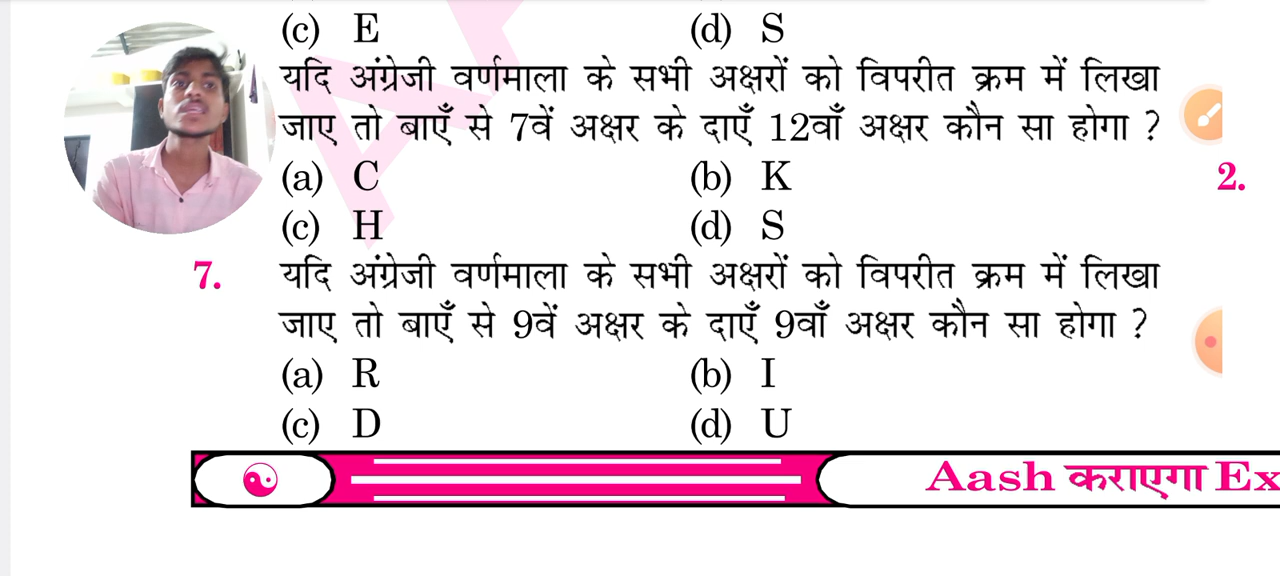 (c) E (d) S
यदि अंग्रेजी वर्णमाला के सभी अक्षरों को विपरीत क्रम में लिखा
जाए तो बाएँ से 7वें अक्षर के दाएँ 12वाँ अक्षर कौन सा होगा ?
(a) C (b) K
(c) H (d) S
7. यदि अंग्रेजी वर्णमाला के सभी अक्षरों को विपरीत क्रम में लिखा
जाए तो बाएँ से 9वें अक्षर के दाएँ 9वाँ अक्षर कौन सा होगा ?
(a) R (b) I
(c) D (d) U
2.
Aash कराएगा Ex